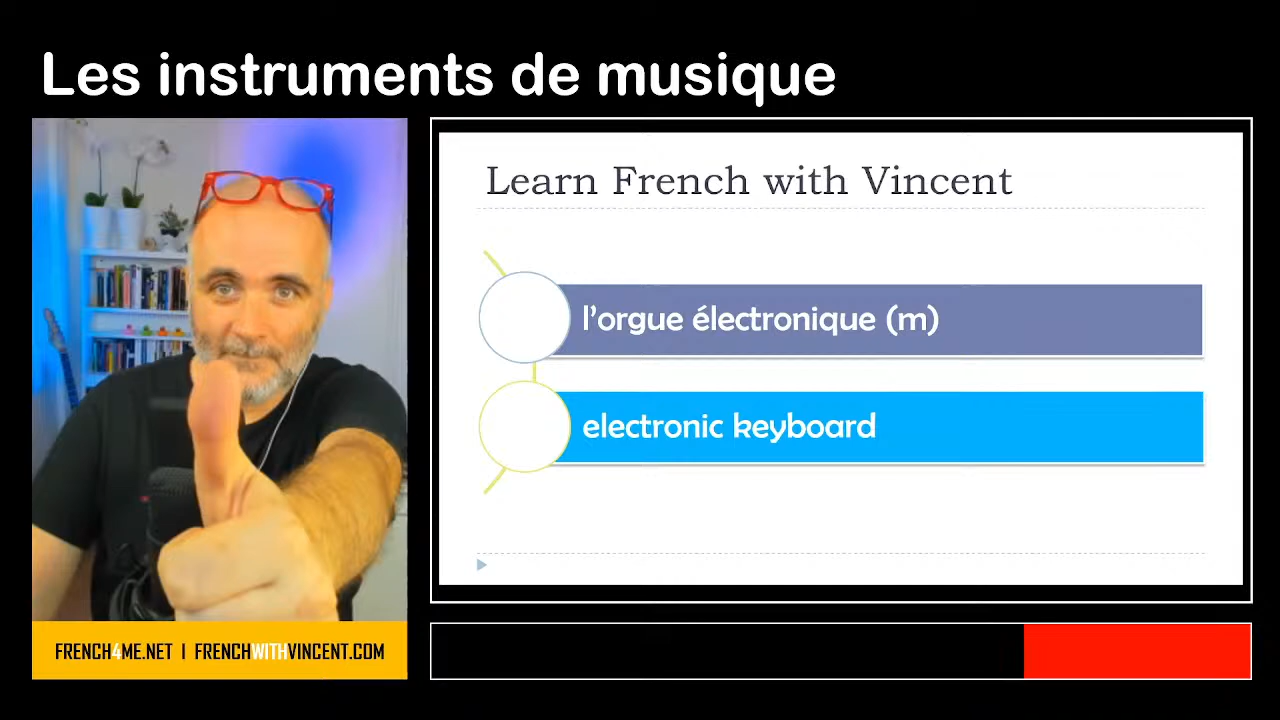 Les instruments de musique
Learn French with Vincent
l’orgue électronique (m)
electronic keyboard
FRENCH4ME.NET I FRENCHWITHVINCENT.COM